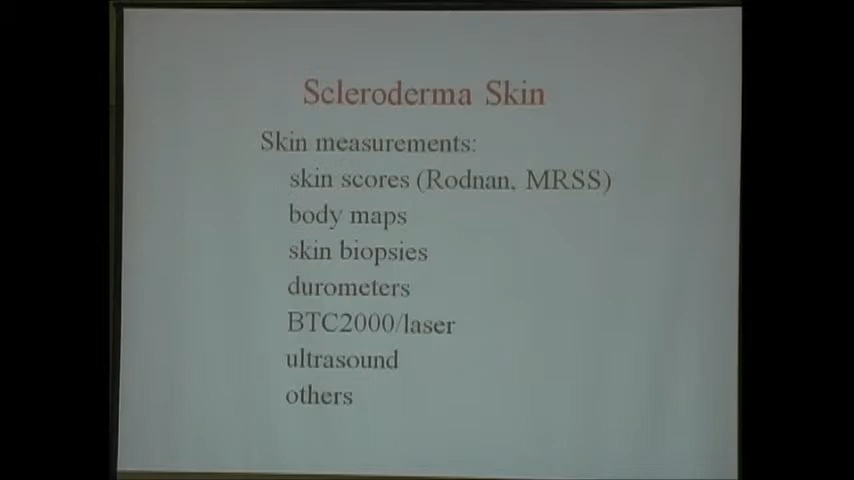 Scleroderma Skin
Skin measurements:
skin scores (Rodnan, MRSS)
body maps
skin biopsies
durometers
BTC2000/laser
ultrasound
others